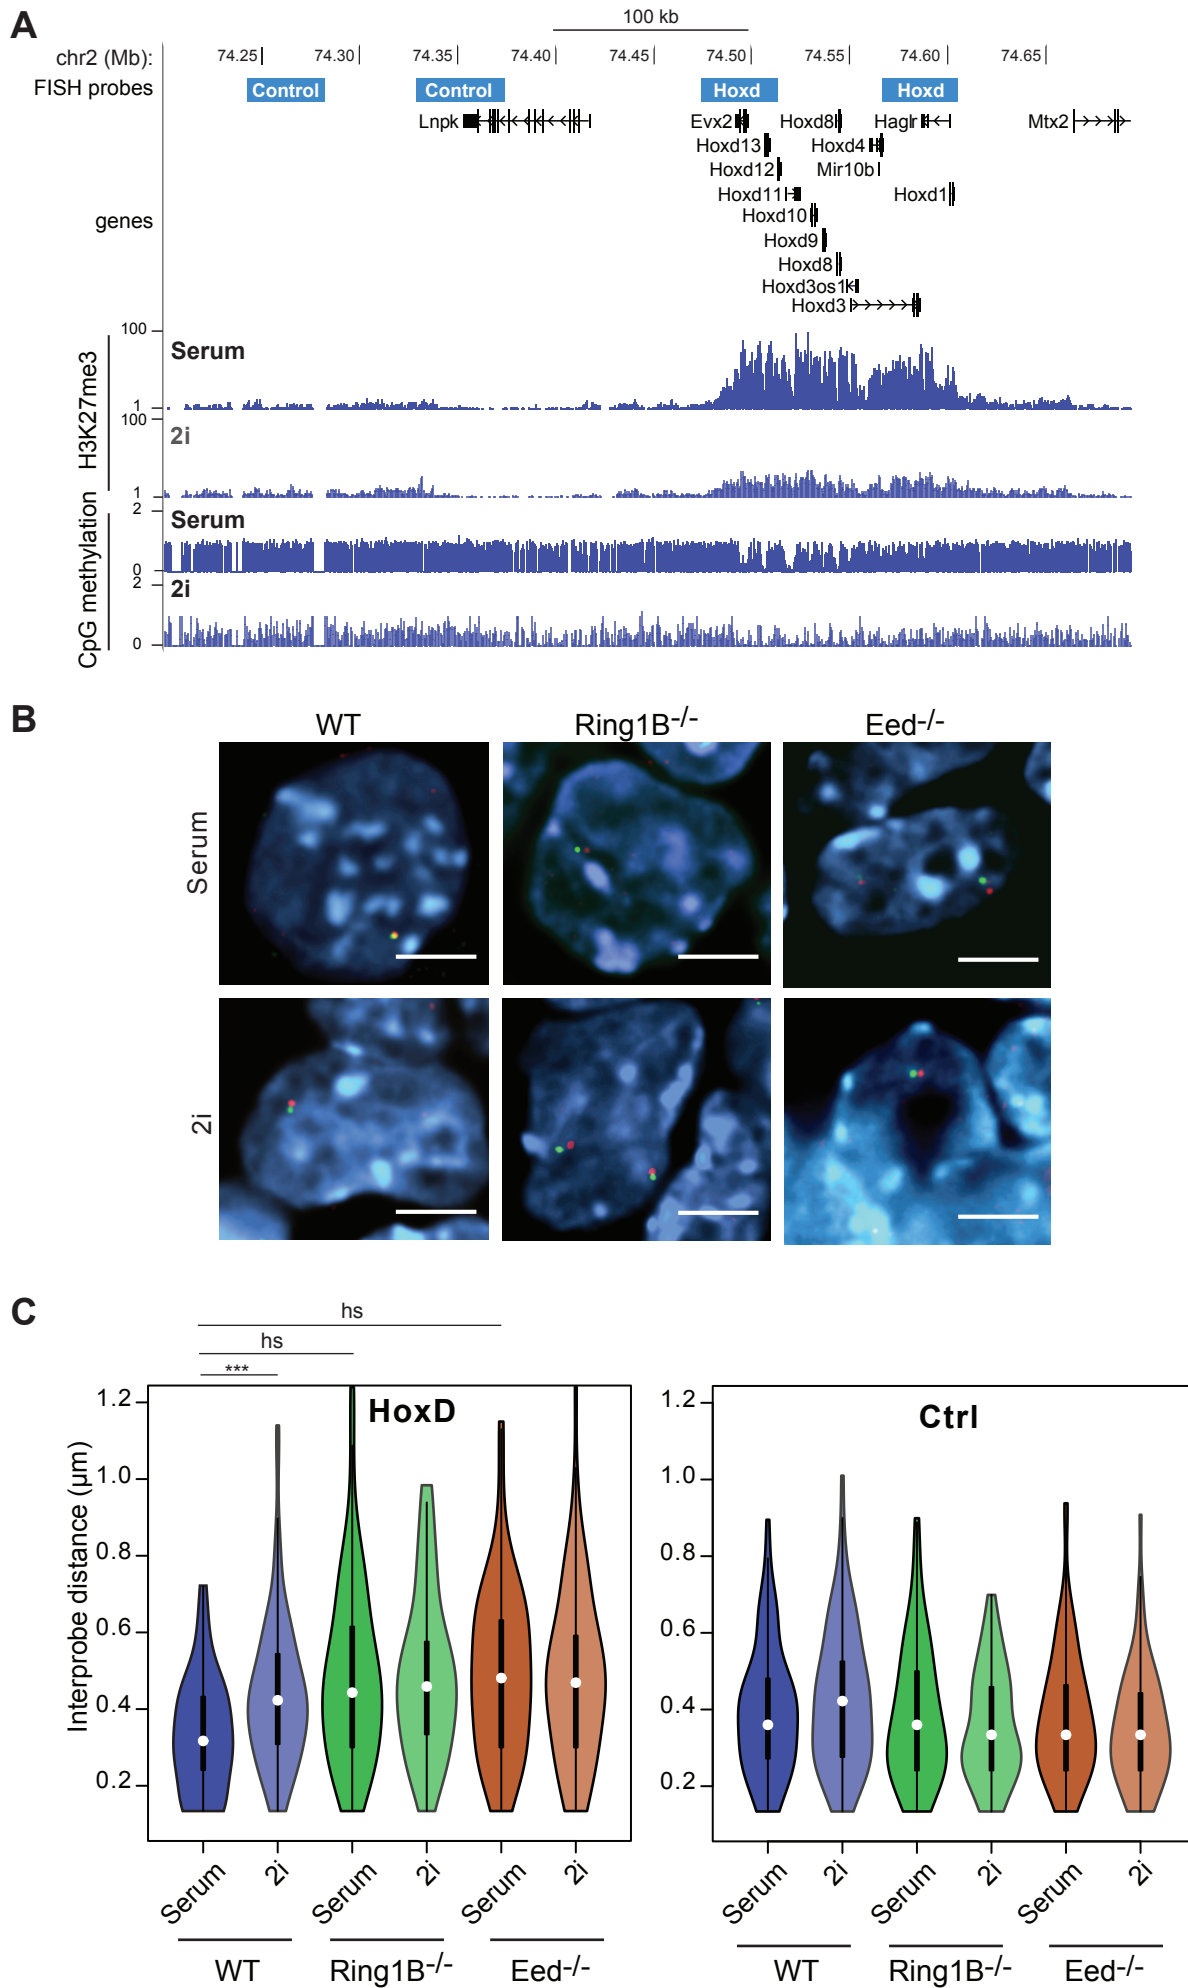 A
100 kb
chr2 (Mb):
74.25
74.30
74.35
74.40
74.45
74.50
74.55
74.60
74.65
FISH probes
Control
Control
Hoxd
Hoxd
Lnpk
Evx2
Hoxd8
Haglr
Mtx2
Hoxd13
Hoxd4
Hoxd12
Mir10b
Hoxd11
Hoxd1
genes
Hoxd10
Hoxd9
Hoxd8
Hoxd3os1
Hoxd3
H3K27me3
100
Serum
1
100
2i
1
CpG methylation
2
Serum
0
2
2i
0
B
WT
Ring1B-/-
Eed-/-
Serum
2i
C
hs
hs
***
HoxD
Interprobe distance (µm)
1.2
1.0
0.8
0.6
0.4
0.2
Serum
2i
Serum
2i
Serum
2i
WT
Ring1B-/-
Eed-/-
Ctrl
1.2
1.0
0.8
0.6
0.4
0.2
Serum
2i
Serum
2i
Serum
2i
WT
Ring1B-/-
Eed-/-